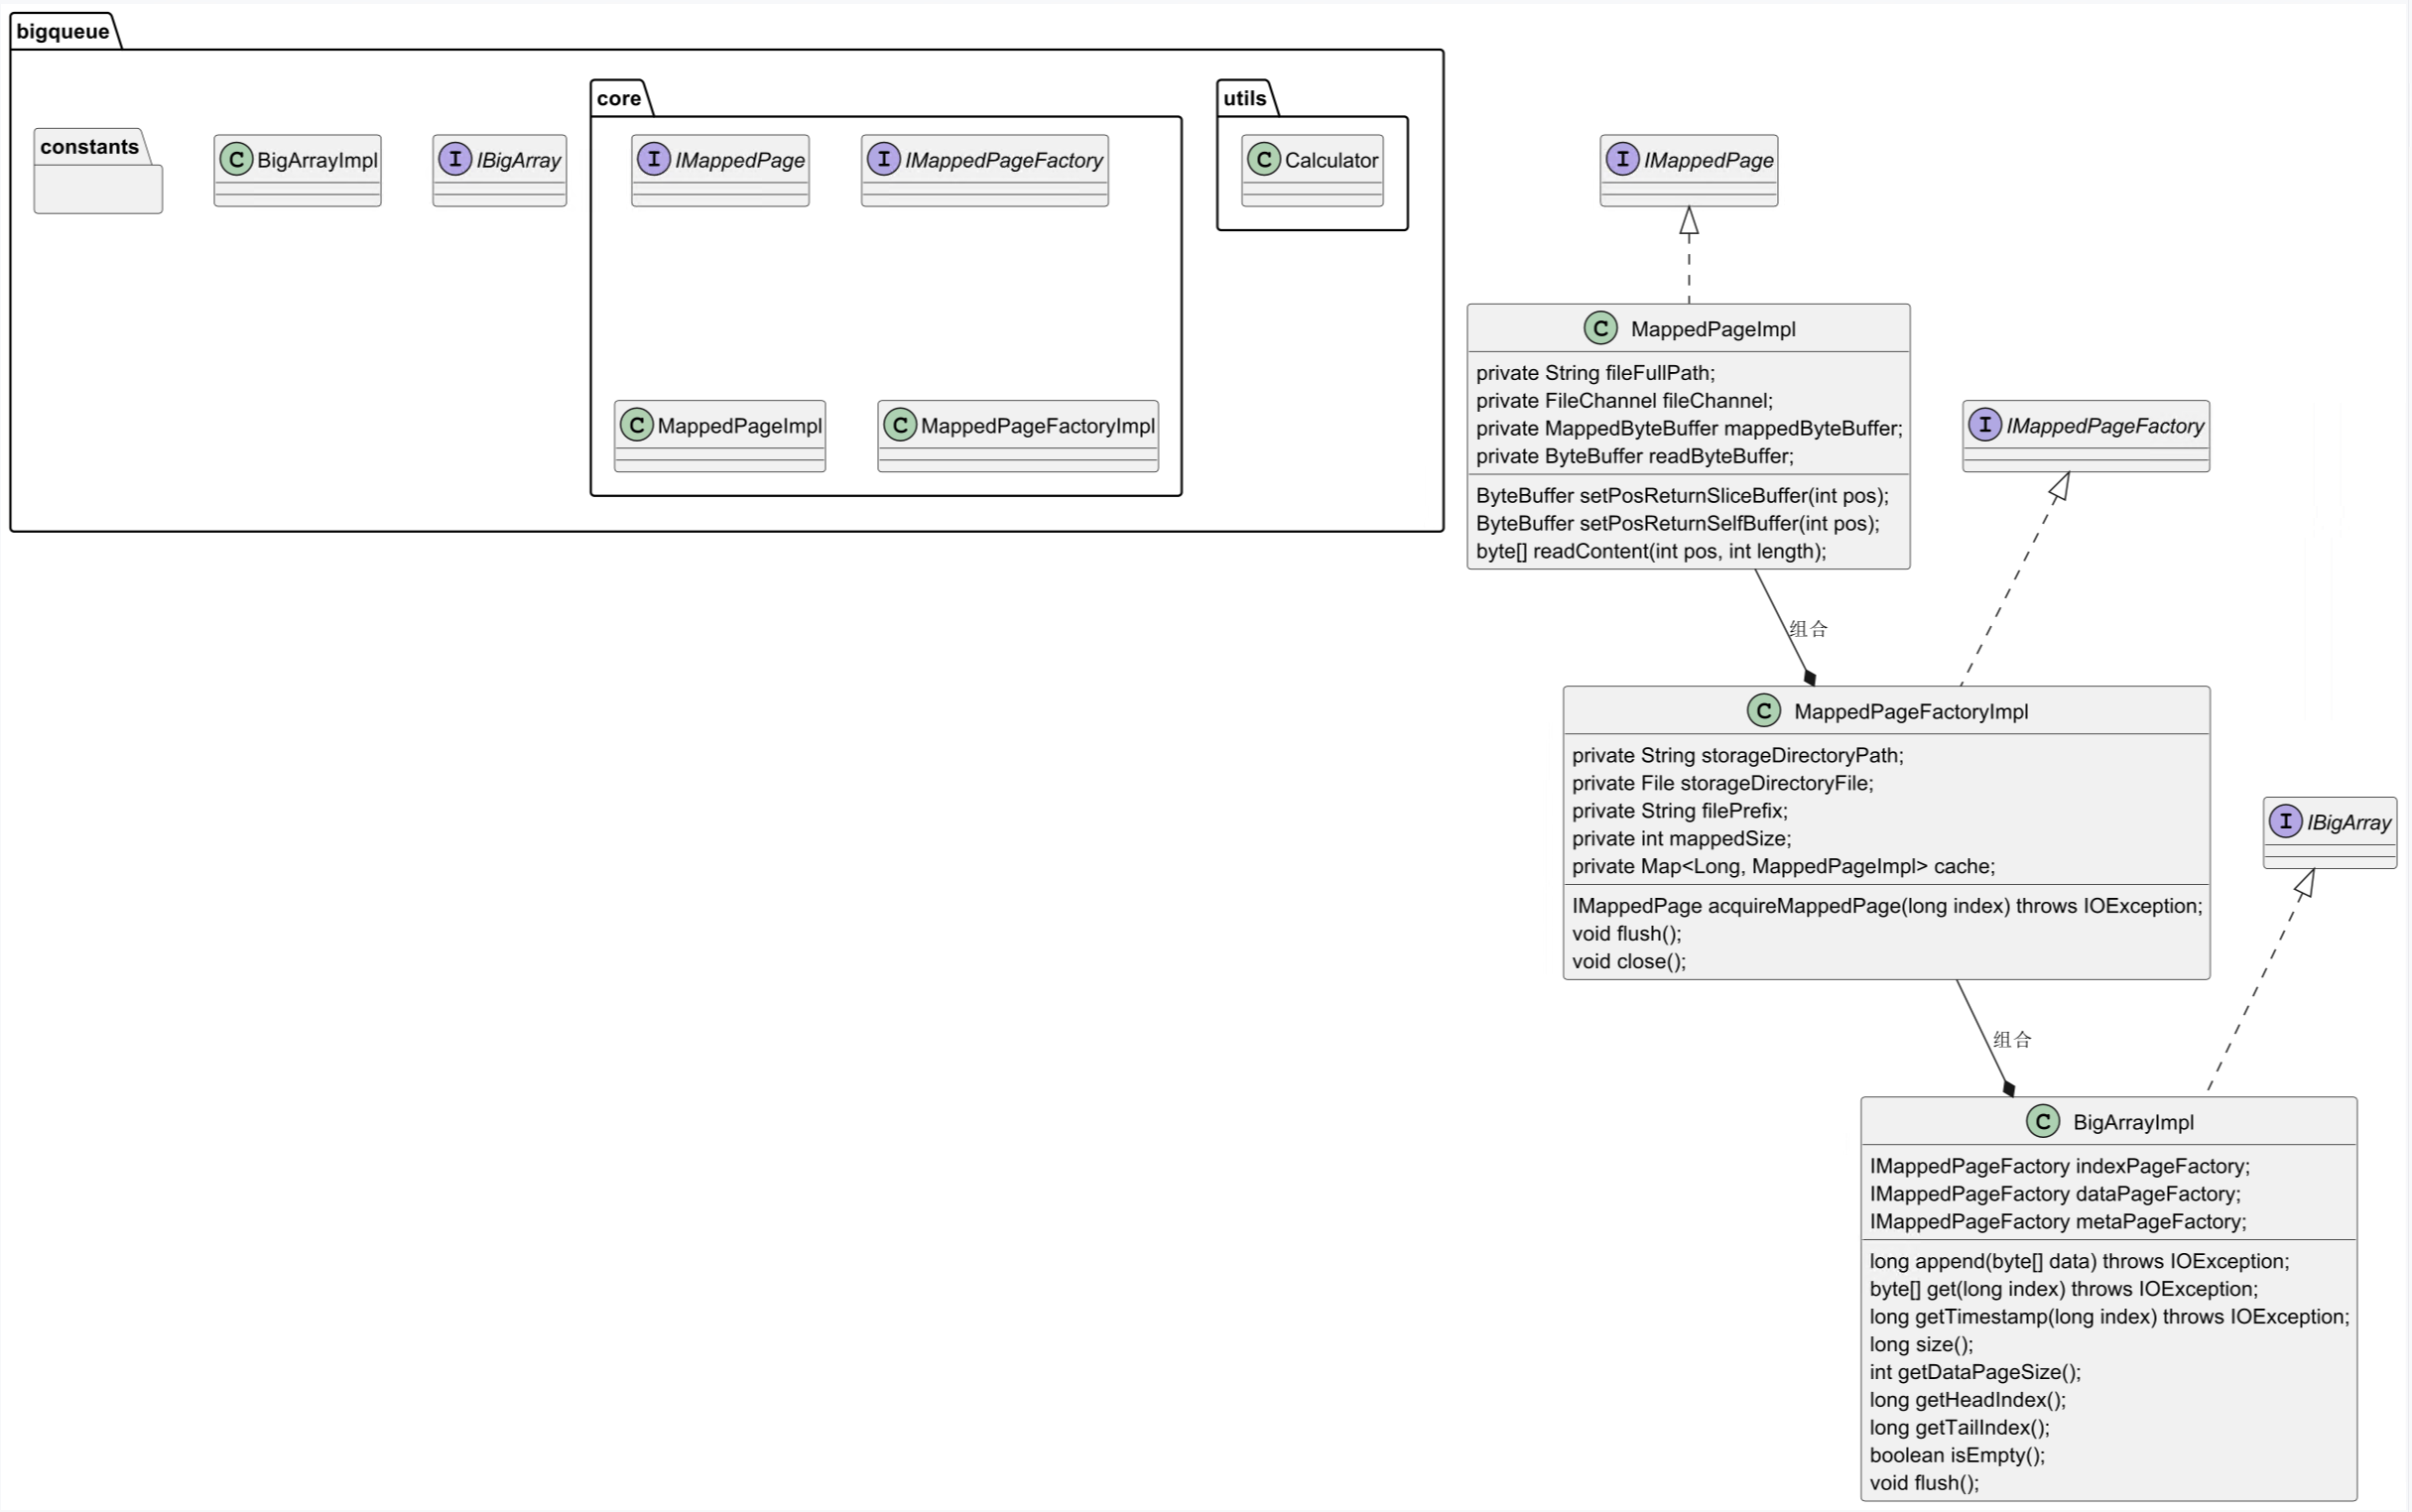 bigqueue
constants
C BigArrayImpl
I IBigArray
core
I IMappedPage
I IMappedPageFactory
C MappedPageImpl
C MappedPageFactoryImpl
utils
C Calculator
I IMappedPage
C MappedPageImpl
private String fileFullPath;
private FileChannel fileChannel;
private MappedByteBuffer mappedByteBuffer;
private ByteBuffer readByteBuffer;
ByteBuffer setPosReturnSliceBuffer(int pos);
ByteBuffer setPosReturnSelfBuffer(int pos);
byte[] readContent(int pos, int length);
I IMappedPageFactory
组合
C MappedPageFactoryImpl
private String storageDirectoryPath;
private File storageDirectoryFile;
private String filePrefix;
private int mappedSize;
private Map<Long, MappedPageImpl> cache;
IMappedPage acquireMappedPage(long index) throws IOException;
void flush();
void close();
I IBigArray
组合
C BigArrayImpl
IMappedPageFactory indexPageFactory;
IMappedPageFactory dataPageFactory;
IMappedPageFactory metaPageFactory;
long append(byte[] data) throws IOException;
byte[] get(long index) throws IOException;
long getTimestamp(long index) throws IOException;
long size();
int getDataPageSize();
long getHeadIndex();
long getTailIndex();
boolean isEmpty();
void flush();